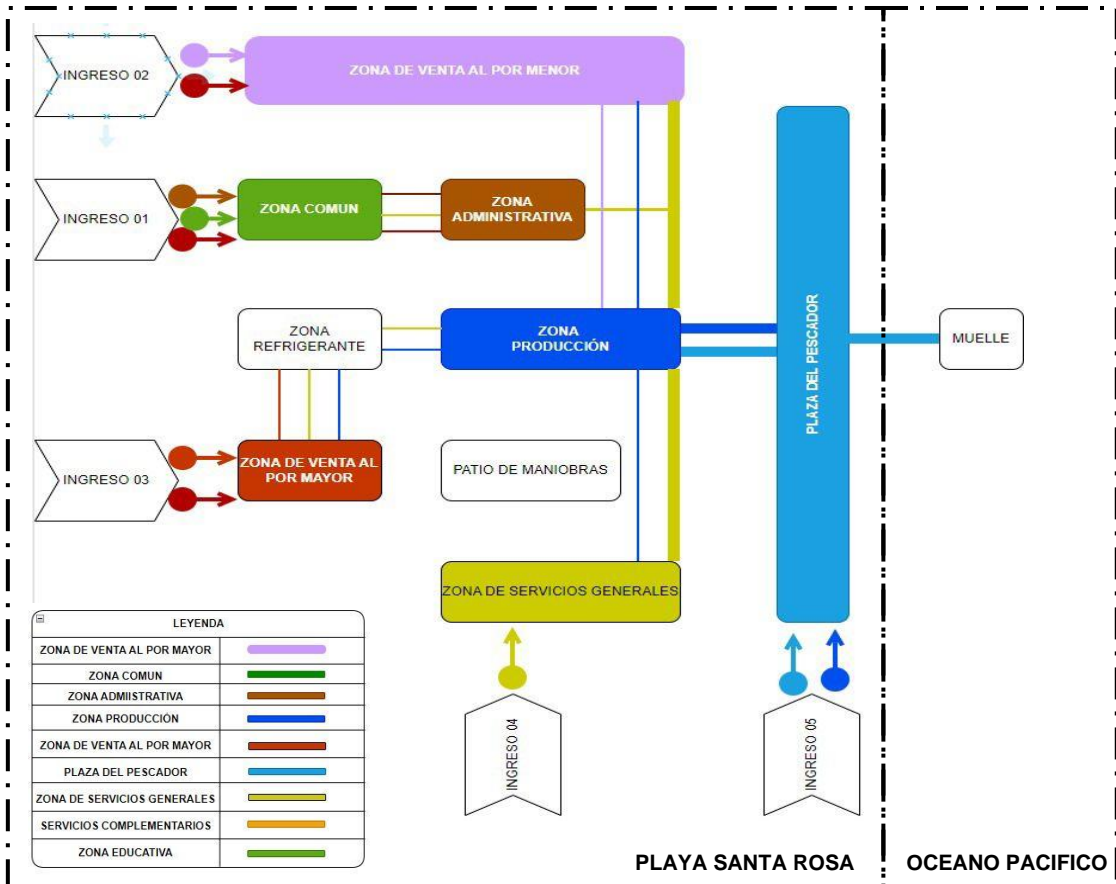 INGRESO 02
ZONA DE VENTA AL POR MENOR
INGRESO 01
ZONA COMUN
ZONA
ADMINISTRATIVA
ZONA
REFRIGERANTE
ZONA
PRODUCCIÓN
PLAZA DEL PESCADOR
MUELLE
INGRESO 03
ZONA DE VENTA AL
POR MAYOR
PATIO DE MANIOBRAS
ZONA DE SERVICIOS GENERALES
INGRESO 04
INGRESO 05
LEYENDA
ZONA DE VENTA AL POR MAYOR
ZONA COMUN
ZONA ADMIISTRATIVA
ZONA PRODUCCIÓN
ZONA DE VENTA AL POR MAYOR
PLAZA DEL PESCADOR
ZONA DE SERVICIOS GENERALES
SERVICIOS COMPLEMENTARIOS
ZONA EDUCATIVA
PLAYA SANTA ROSA
OCEANO PACIFICO